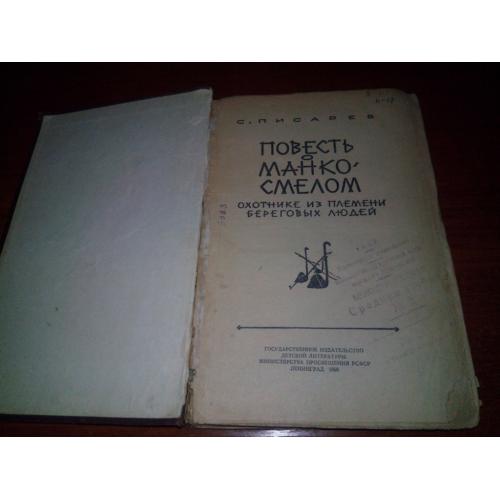 С. ПИСАРЕВ
ПОВЕСТЬ
О
МАНКО-
СМЕЛОМ
ОХОТНИКЕ ИЗ ПЛЕМЕНИ
БЕРЕГОВЫХ ЛЮДЕЙ
ГОСУДАРСТВЕННОЕ ИЗДАТЕЛЬСТВО
ДЕТСКОЙ ЛИТЕРАТУРЫ
МИНИСТЕРСТВА ПРОСВЕЩЕНИЯ РСФСР
ЛЕНИНГРАД